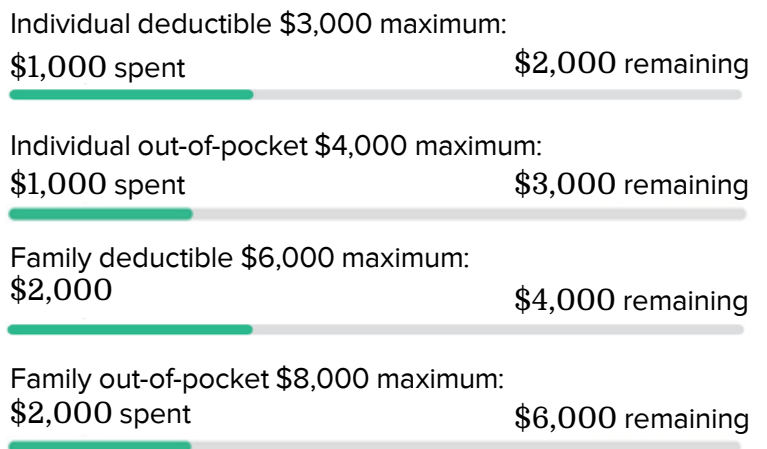 Individual deductible $3,000 maximum:
$1,000 spent $2,000 remaining
Individual out-of-pocket $4,000 maximum:
$1,000 spent $3,000 remaining
Family deductible $6,000 maximum:
$2,000 $4,000 remaining
Family out-of-pocket $8,000 maximum:
$2,000 spent $6,000 remaining